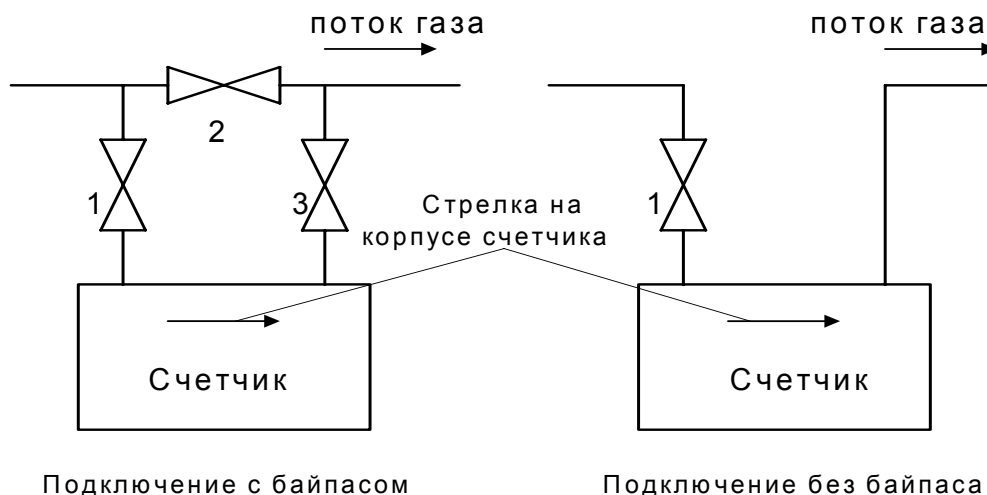 поток газа
поток газа
2
1
3
1
Стрелка на
корпусе счетчика
Счетчик
Счетчик
Подключение с байпасом
Подключение без байпаса